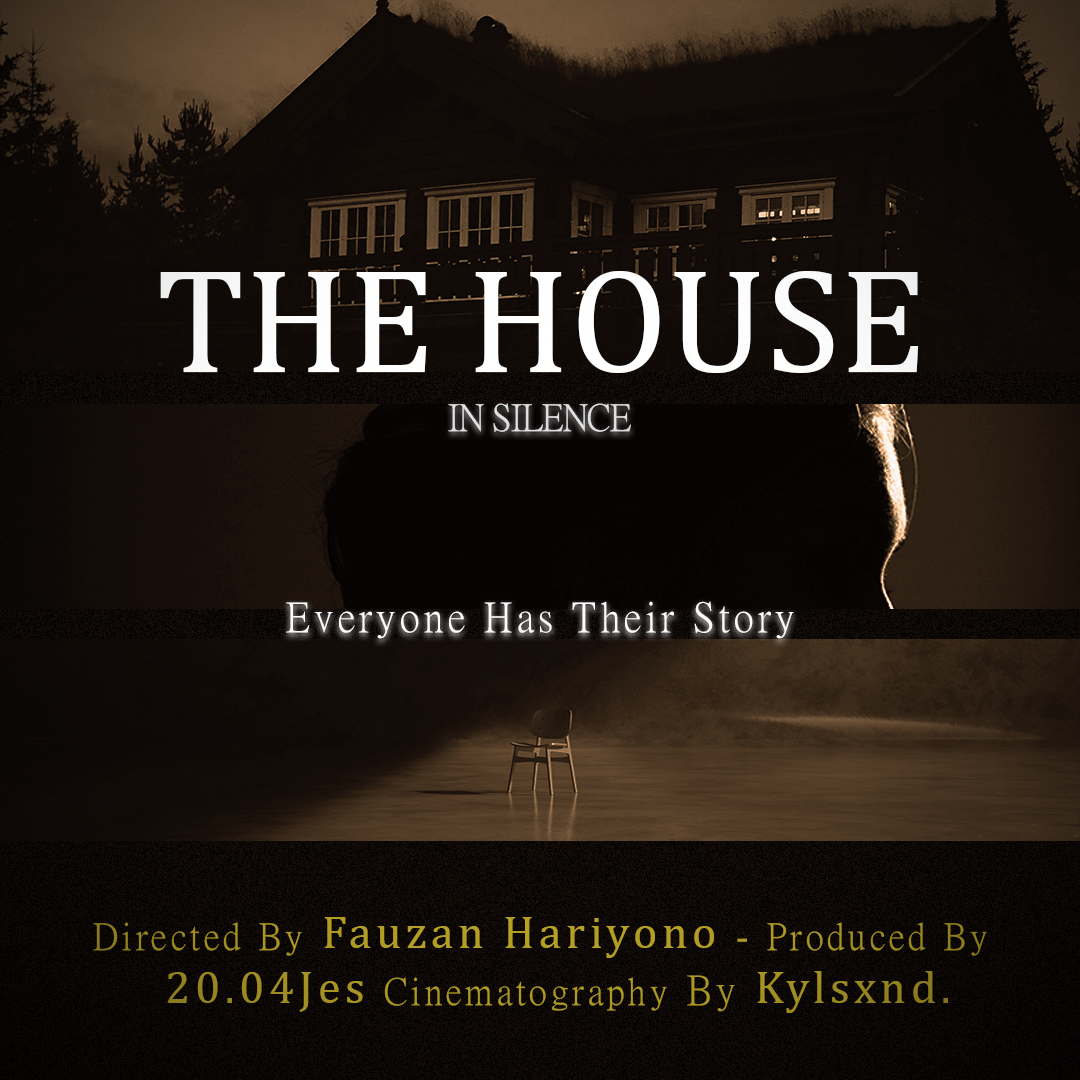 THE HOUSE
IN SILENCE
Everyone Has Their Story
Directed By Fauzan Hariyono - Produced By
20.04Jes Cinematography By Kylsxnd.